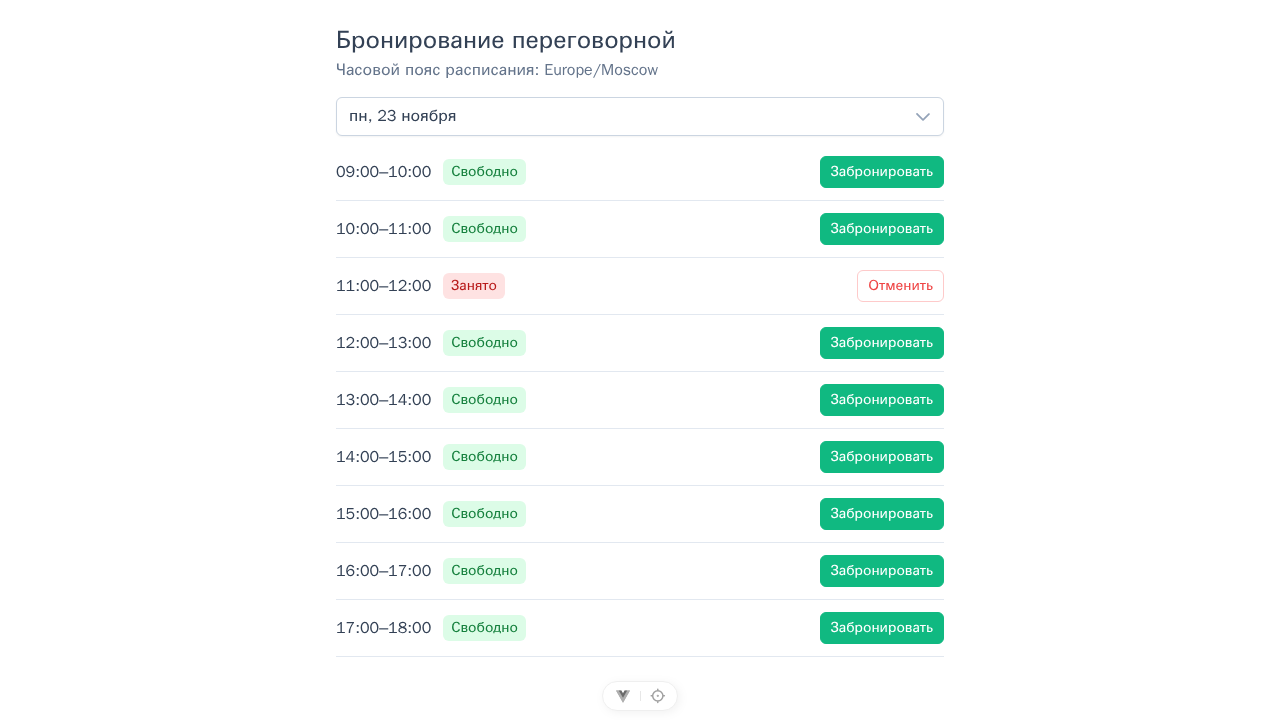 Бронирование переговорной
Часовой пояс расписания: Europe/Moscow
пн, 23 ноября
09:00–10:00 Свободно Забронировать
10:00–11:00 Свободно Забронировать
11:00–12:00 Занято Отменить
12:00–13:00 Свободно Забронировать
13:00–14:00 Свободно Забронировать
14:00–15:00 Свободно Забронировать
15:00–16:00 Свободно Забронировать
16:00–17:00 Свободно Забронировать
17:00–18:00 Свободно Забронировать